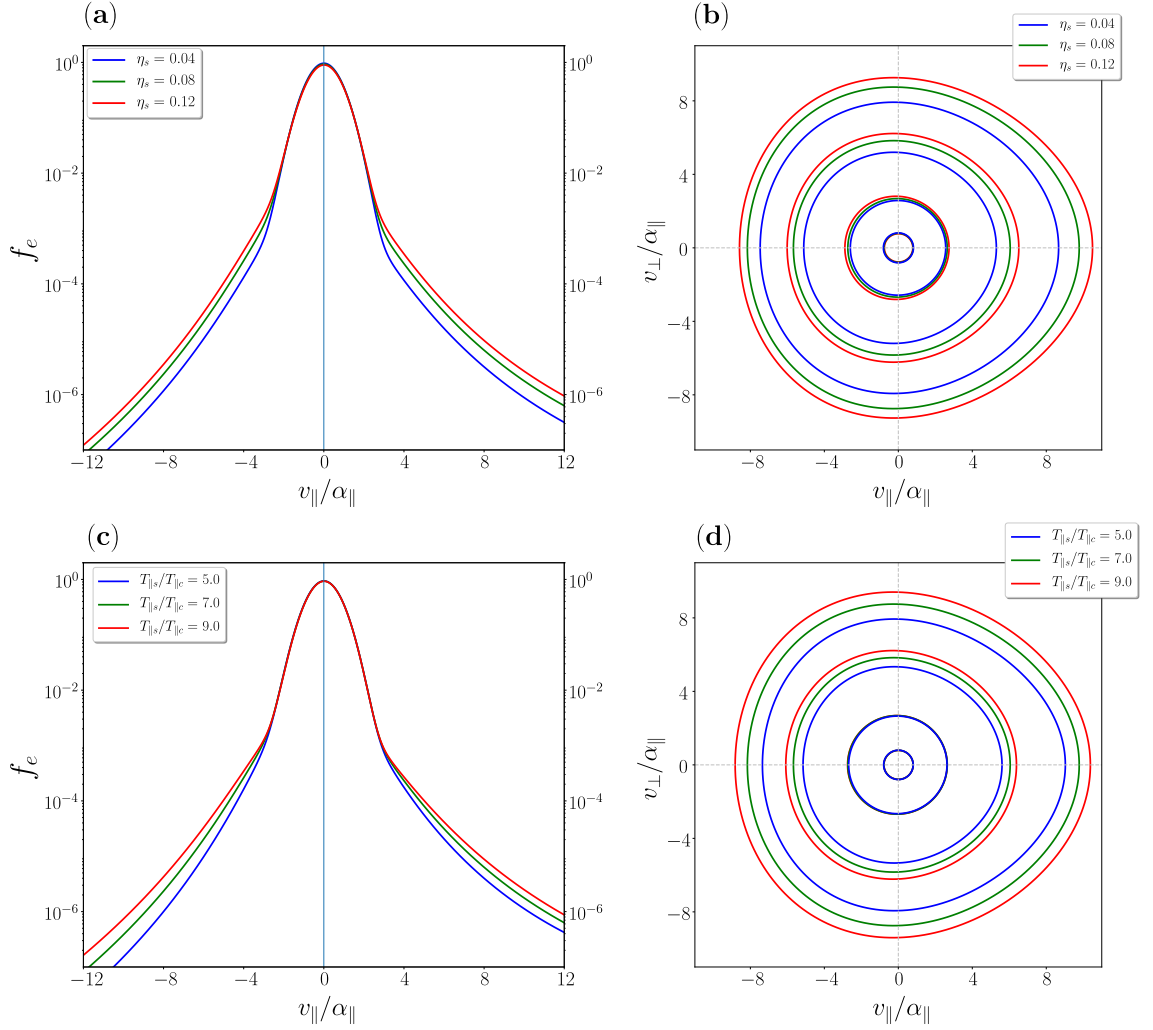 (a)
η_s = 0.04
η_s = 0.08
η_s = 0.12
10^0
10^−2
10^−4
10^−6
10^0
10^−2
10^−4
10^−6
f_e
−12
−8
−4
0
4
8
12
v_∥/α_∥
(b)
η_s = 0.04
η_s = 0.08
η_s = 0.12
8
4
0
−4
−8
v_⊥/α_∥
−8
−4
0
4
8
v_∥/α_∥
(c)
T_∥s/T_∥c = 5.0
T_∥s/T_∥c = 7.0
T_∥s/T_∥c = 9.0
10^0
10^−2
10^−4
10^−6
10^0
10^−2
10^−4
10^−6
f_e
−12
−8
−4
0
4
8
12
v_∥/α_∥
(d)
T_∥s/T_∥c = 5.0
T_∥s/T_∥c = 7.0
T_∥s/T_∥c = 9.0
8
4
0
−4
−8
v_⊥/α_∥
−8
−4
0
4
8
v_∥/α_∥